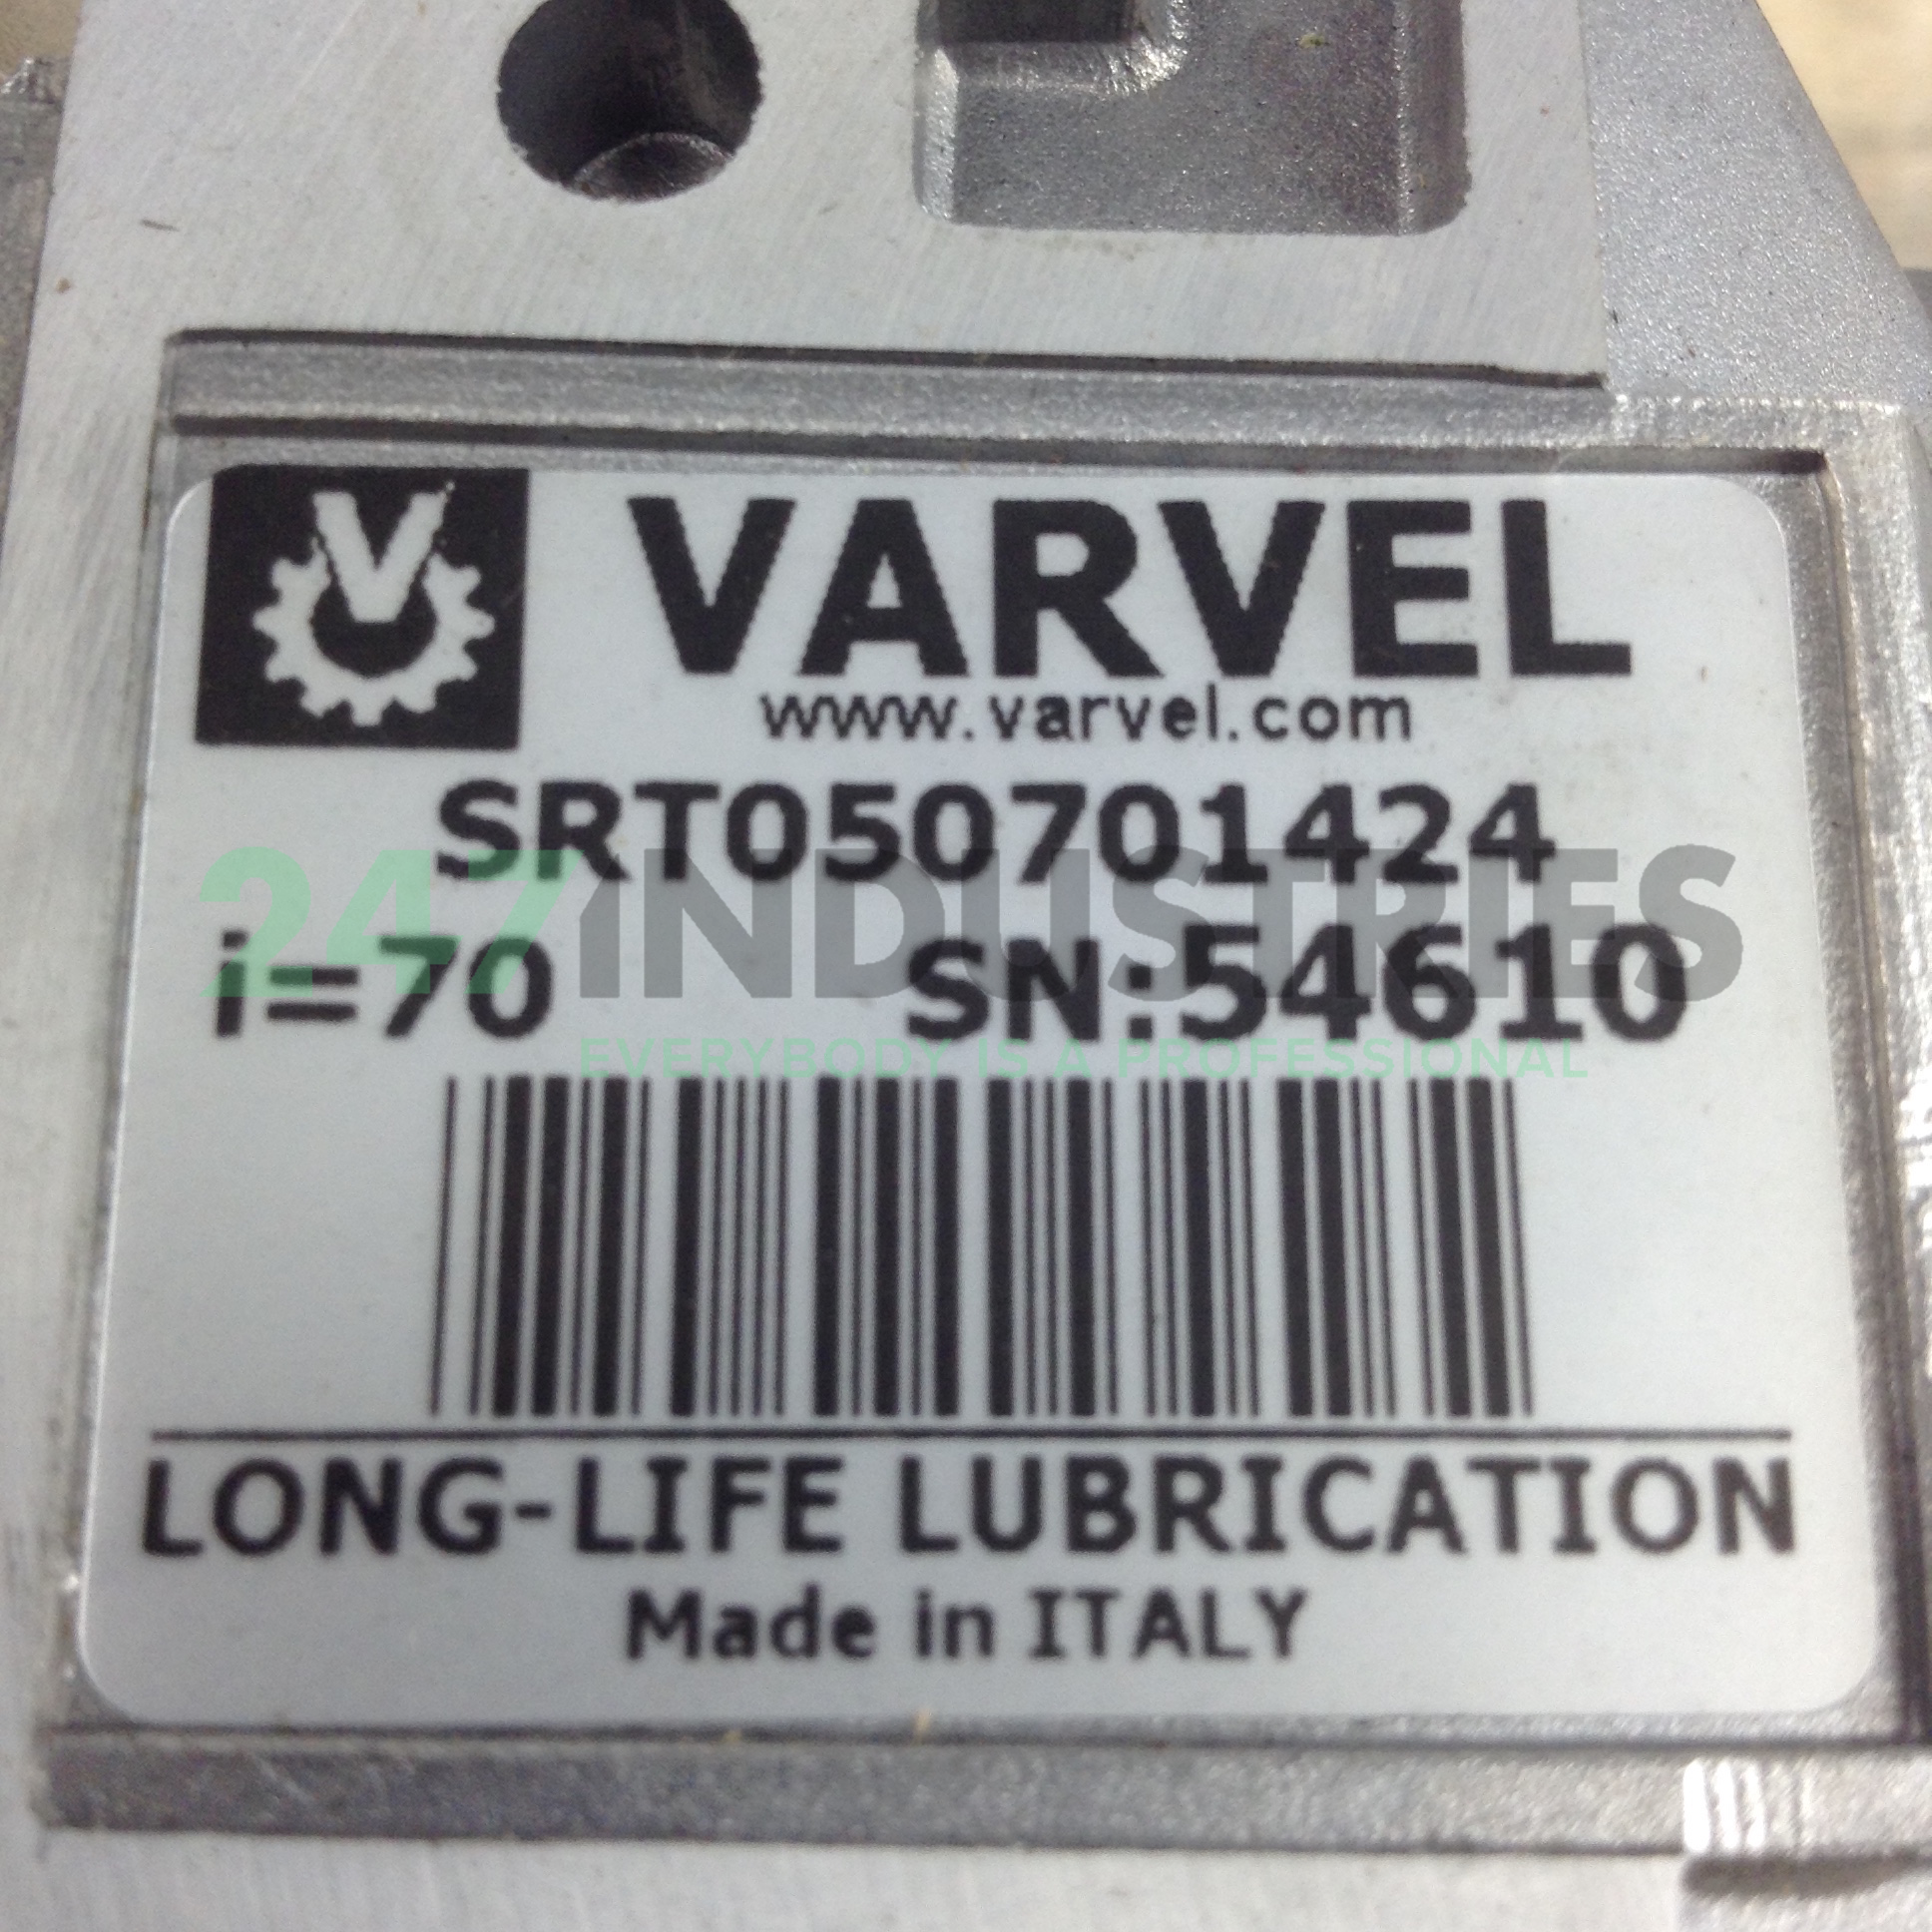 V VARVEL
www.varvel.com
SRT050701424
247INDUSTRIES
i=70 SN:54610
EVERYBODY IS A PROFESSIONAL
LONG-LIFE LUBRICATION
Made in ITALY